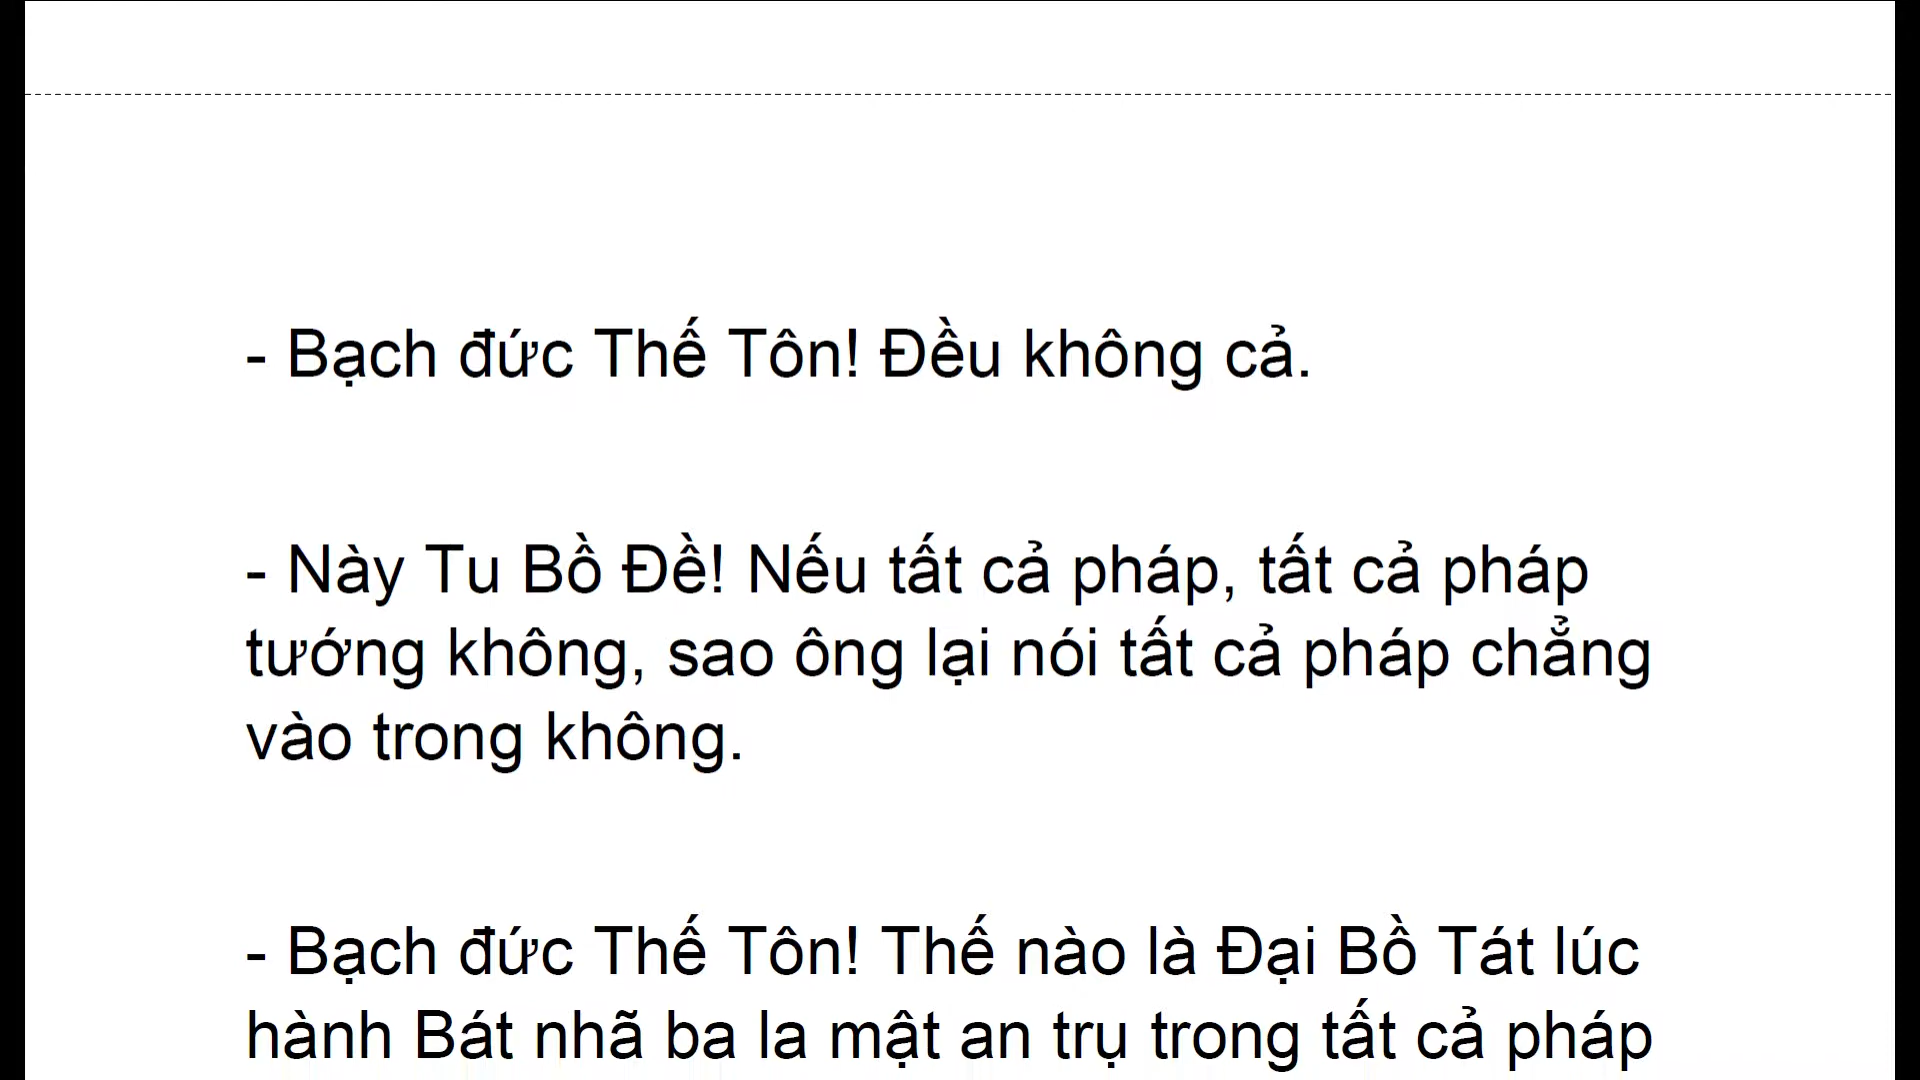 - Bạch đức Thế Tôn! Đều không cả.
- Này Tu Bồ Đề! Nếu tất cả pháp, tất cả pháp
tướng không, sao ông lại nói tất cả pháp chẳng
vào trong không.
- Bạch đức Thế Tôn! Thế nào là Đại Bồ Tát lúc
hành Bát nhã ba la mật an trụ trong tất cả pháp